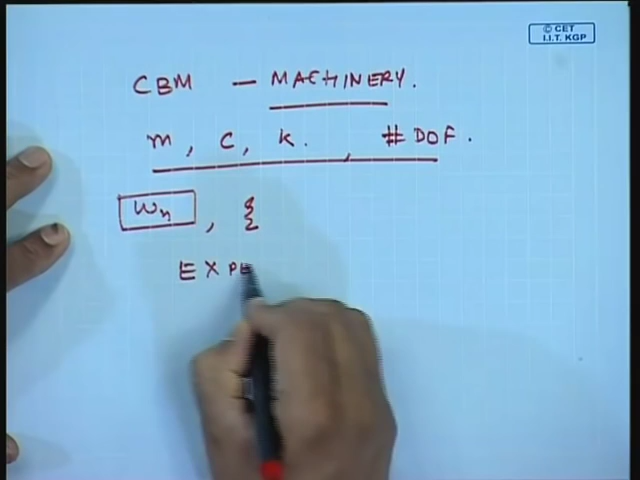 © CET
I.I.T. KGP
CBM — MACHINERY.
m, c, k. , # DOF.
ωn, ξ
EXPE